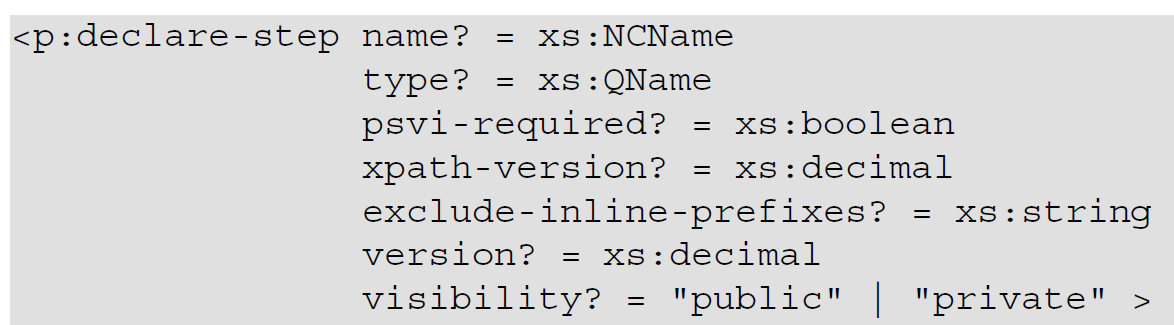 <p:declare-step name? = xs:NCName
type? = xs:QName
psvi-required? = xs:boolean
xpath-version? = xs:decimal
exclude-inline-prefixes? = xs:string
version? = xs:decimal
visibility? = "public" | "private" >